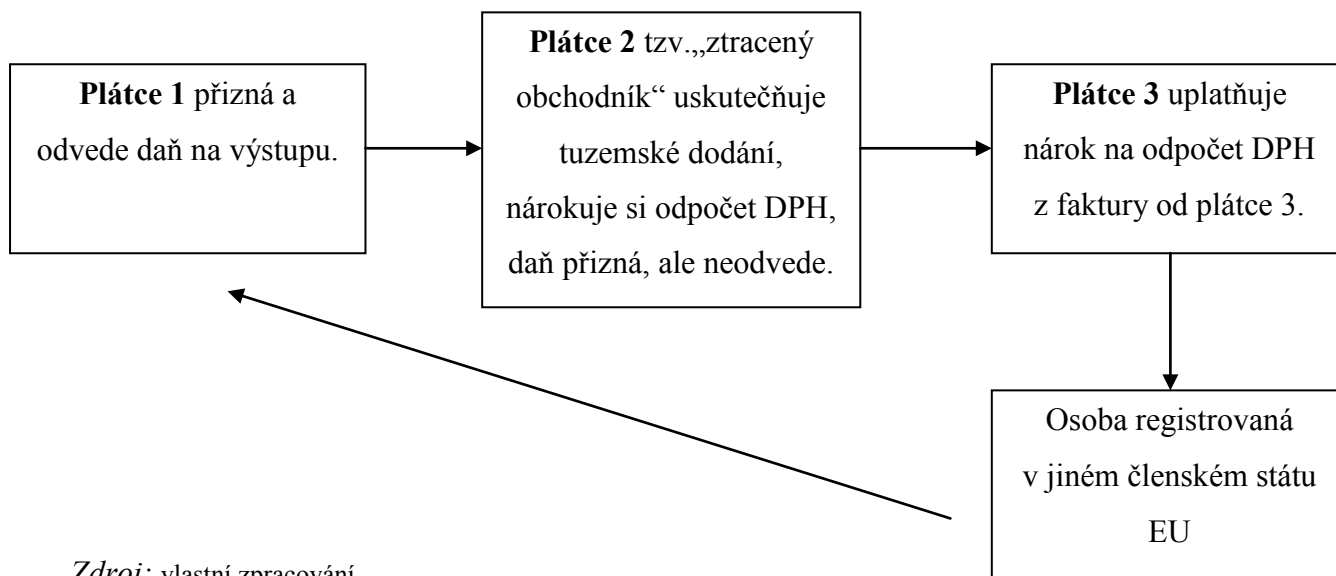 Plátce 1 přizná a
odvede daň na výstupu.
Plátce 2 tzv.„ztracený
obchodník“ uskutečňuje
tuzemské dodání,
nárokuje si odpočet DPH,
daň přizná, ale neodvede.
Plátce 3 uplatňuje
nárok na odpočet DPH
z faktury od plátce 3.
Osoba registrovaná
v jiném členském státu
EU
Zdroj: vlastní zpracování